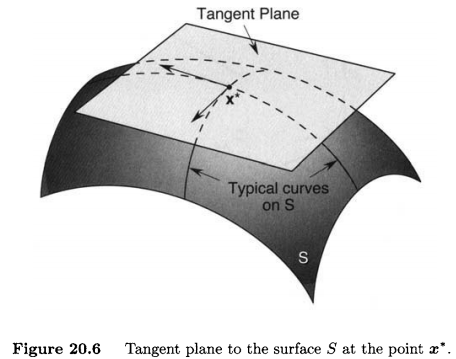 Tangent Plane
x*
Typical curves
on S
S
Figure 20.6 Tangent plane to the surface S at the point x*.